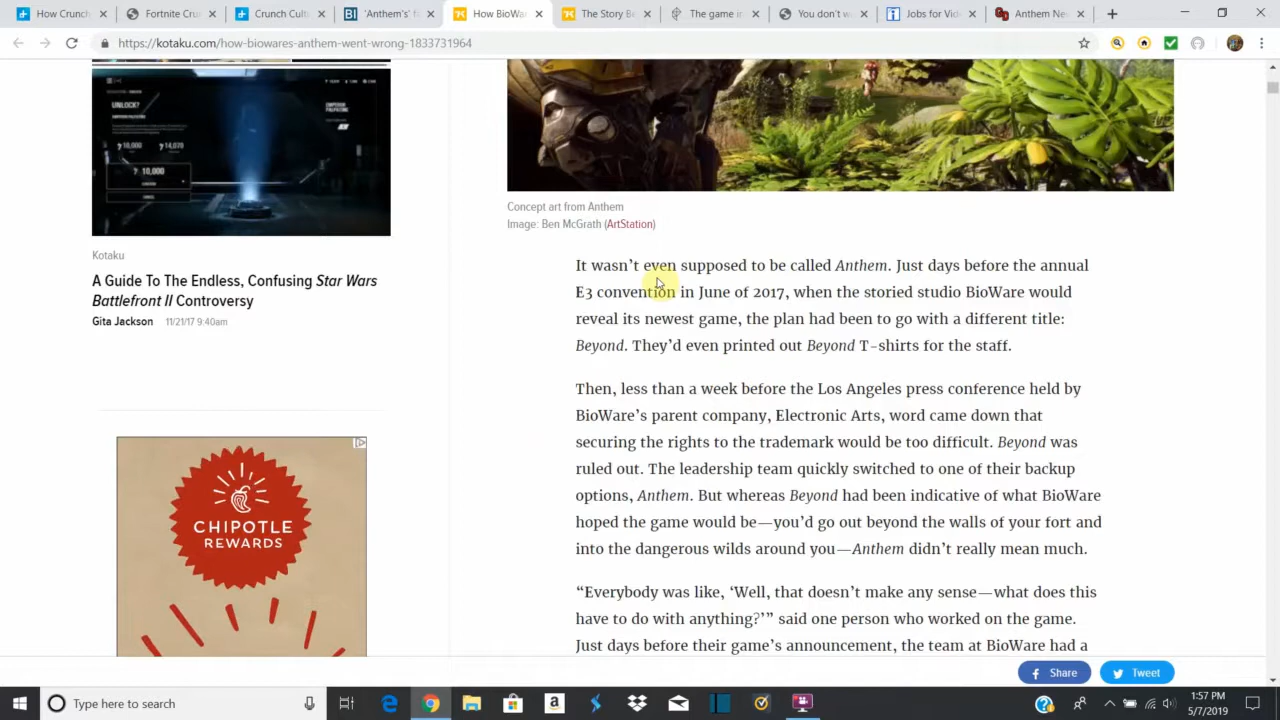 How Crunch
Fortnite Cru
Crunch Cult
'Anthem's' f
How BioWa
The Story Be
The game in
You don't w
Jobs for Vid
Anthem Ne
https://kotaku.com/how-biowares-anthem-went-wrong-1833731964
UNLOCK?
10,000
14,070
10,000
Concept art from Anthem
Image: Ben McGrath (ArtStation)
Kotaku
A Guide To The Endless, Confusing Star Wars
Battlefront II Controversy
Gita Jackson 11/21/17 9:40am
It wasn't even supposed to be called Anthem. Just days before the annual
E3 convention in June of 2017, when the storied studio BioWare would
reveal its newest game, the plan had been to go with a different title:
Beyond. They'd even printed out Beyond T-shirts for the staff.
Then, less than a week before the Los Angeles press conference held by
BioWare's parent company, Electronic Arts, word came down that
securing the rights to the trademark would be too difficult. Beyond was
ruled out. The leadership team quickly switched to one of their backup
options, Anthem. But whereas Beyond had been indicative of what BioWare
hoped the game would be—you'd go out beyond the walls of your fort and
into the dangerous wilds around you—Anthem didn't really mean much.
"Everybody was like, 'Well, that doesn't make any sense—what does this
have to do with anything?'" said one person who worked on the game.
Just days before their game's announcement, the team at BioWare had a
CHIPOTLE
REWARDS
Share
Tweet
Type here to search
1:57 PM
5/7/2019